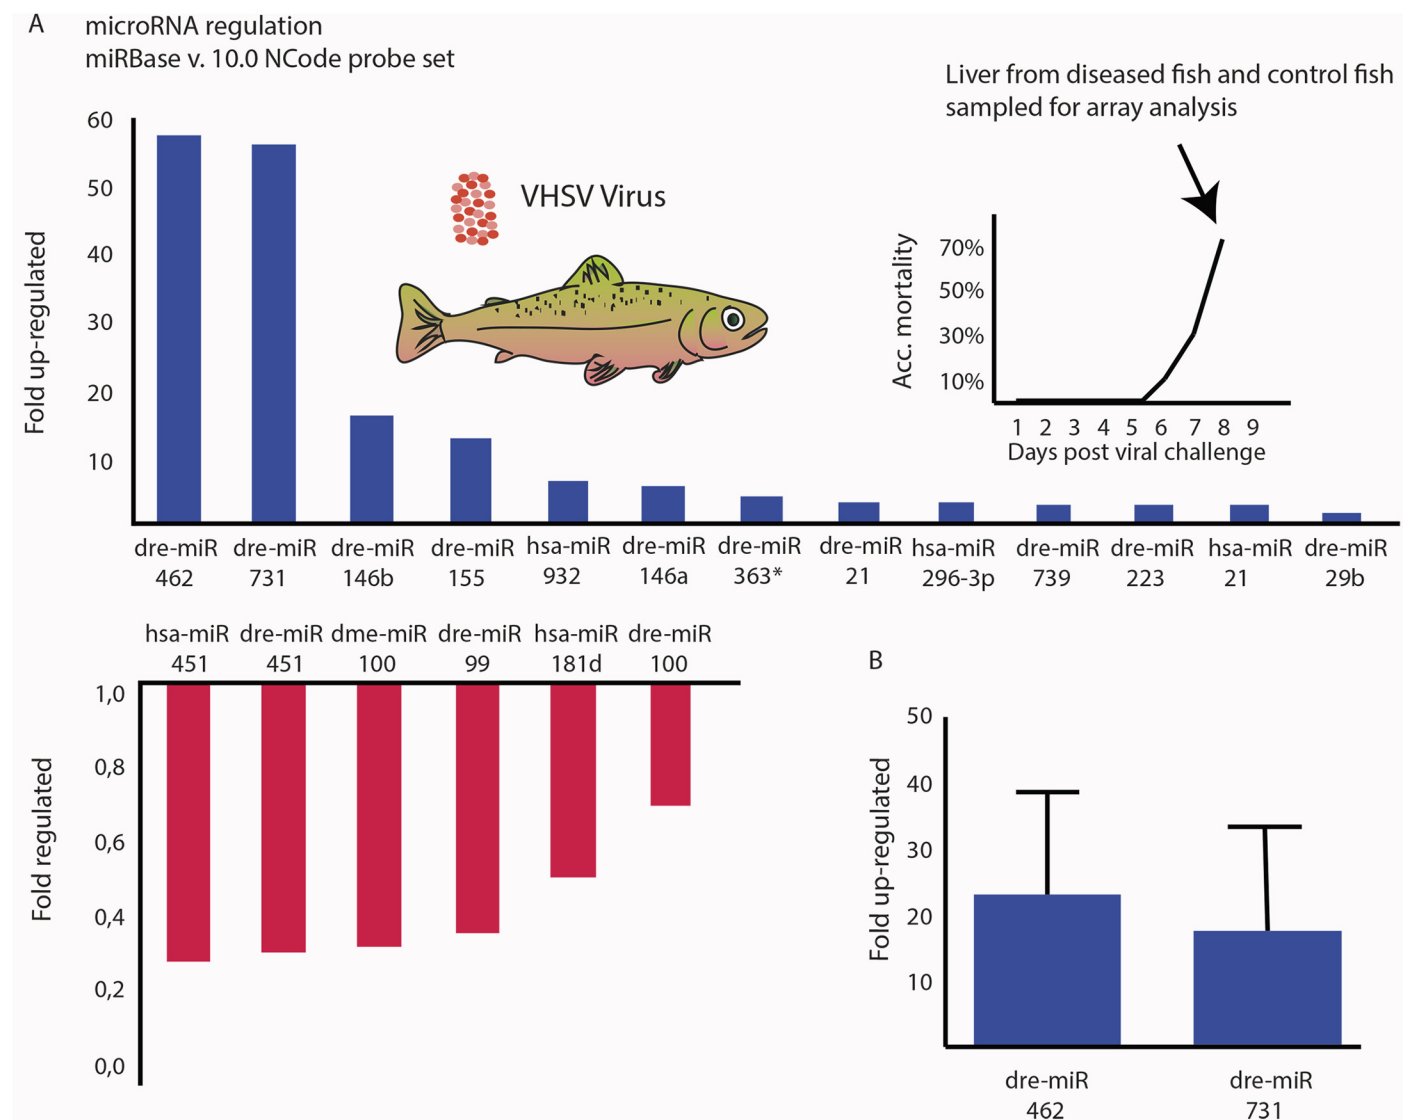 A
microRNA regulation
miRBase v. 10.0 NCode probe set
Liver from diseased fish and control fish
sampled for array analysis
VHSV Virus
Fold up-regulated
60
50
40
30
20
10
dre-miR dre-miR dre-miR dre-miR hsa-miR dre-miR dre-miR dre-miR hsa-miR dre-miR dre-miR hsa-miR dre-miR
462 731 146b 155 932 146a 363* 21 296-3p 739 223 21 29b
Acc. mortality
70%
50%
30%
10%
1 2 3 4 5 6 7 8 9
Days post viral challenge
hsa-miR dre-miR dme-miR dre-miR hsa-miR dre-miR
451 451 100 99 181d 100
Fold regulated
1,0
0,8
0,6
0,4
0,2
0,0
B
Fold up-regulated
50
40
30
20
10
dre-miR dre-miR
462 731